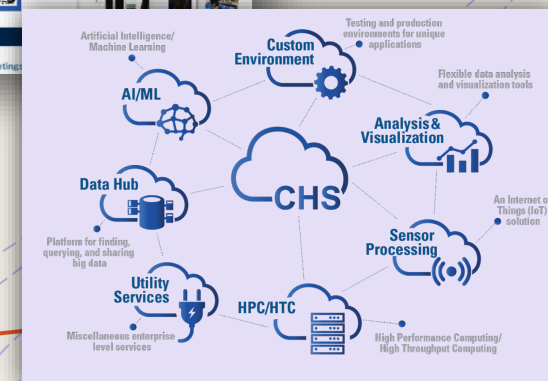 etings
Artificial Intelligence/
Machine Learning
Custom
Environment
Testing and production
environments for unique
applications
AI/ML
Flexible data analysis
and visualization tools
Analysis &
Visualization
CHS
Data Hub
Platform for finding,
querying, and sharing
big data
An Internet o
Things (IoT)
solution
Sensor
Processing
Utility
Services
HPC/HTC
Miscellaneous enterprise
level services
High Performance Computing/
High Throughput Computing